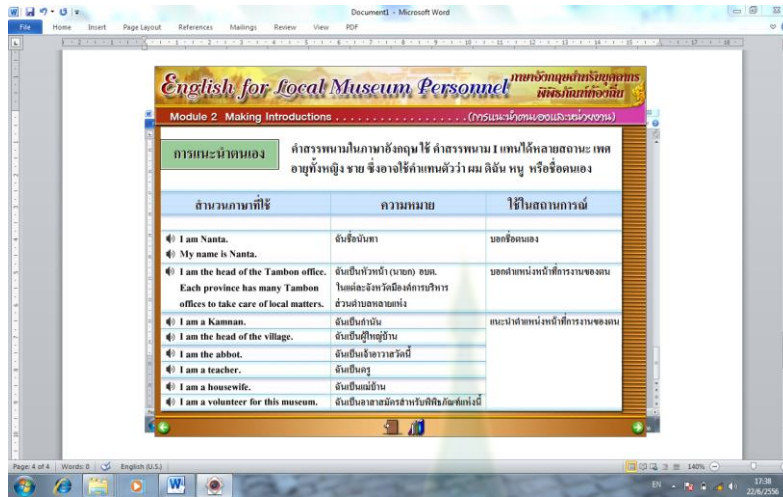 Document1 - Microsoft Word
File Home Insert Page Layout References Mailings Review View PDF
English for Local Museum Personnel
ภาษาอังกฤษสำหรับบุคลากร
พิพิธภัณฑ์ท้องถิ่น
Module 2 Making Introductions . . . . . . . . . . . . . . . . . . (การแนะนำตนเองและหน่วยงาน)
การแนะนำตนเอง
คำสรรพนามในภาษาอังกฤษ ใช้ คำสรรพนาม I แทนได้หลายสถานะ เพศ
อายุทั้งหญิง ชาย ซึ่งอาจใช้คำแทนตัวว่า ผม ดิฉัน หนู หรือชื่อตนเอง
สำนวนภาษาที่ใช้ ความหมาย ใช้ในสถานการณ์
I am Nanta. ฉันชื่อนันทา บอกชื่อตนเอง
My name is Nanta.
I am the head of the Tambon office. ฉันเป็นหัวหน้า (นายก) อบต. บอกตำแหน่งหน้าที่การงานของตน
Each province has many Tambon ในแต่ละจังหวัดมีองค์การบริหาร
offices to take care of local matters. ส่วนตำบลหลายแห่ง
I am a Kamnan. ฉันเป็นกำนัน แนะนำตำแหน่งหน้าที่การงานของตน
I am the head of the village. ฉันเป็นผู้ใหญ่บ้าน
I am the abbot. ฉันเป็นเจ้าอาวาสวัดนี้
I am a teacher. ฉันเป็นครู
I am a housewife. ฉันเป็นแม่บ้าน
I am a volunteer for this museum. ฉันเป็นอาสาสมัครสำหรับพิพิธภัณฑ์แห่งนี้
Page: 4 of 4 Words: 0 English (U.S.) 140%
EN 17:38
22/6/2556